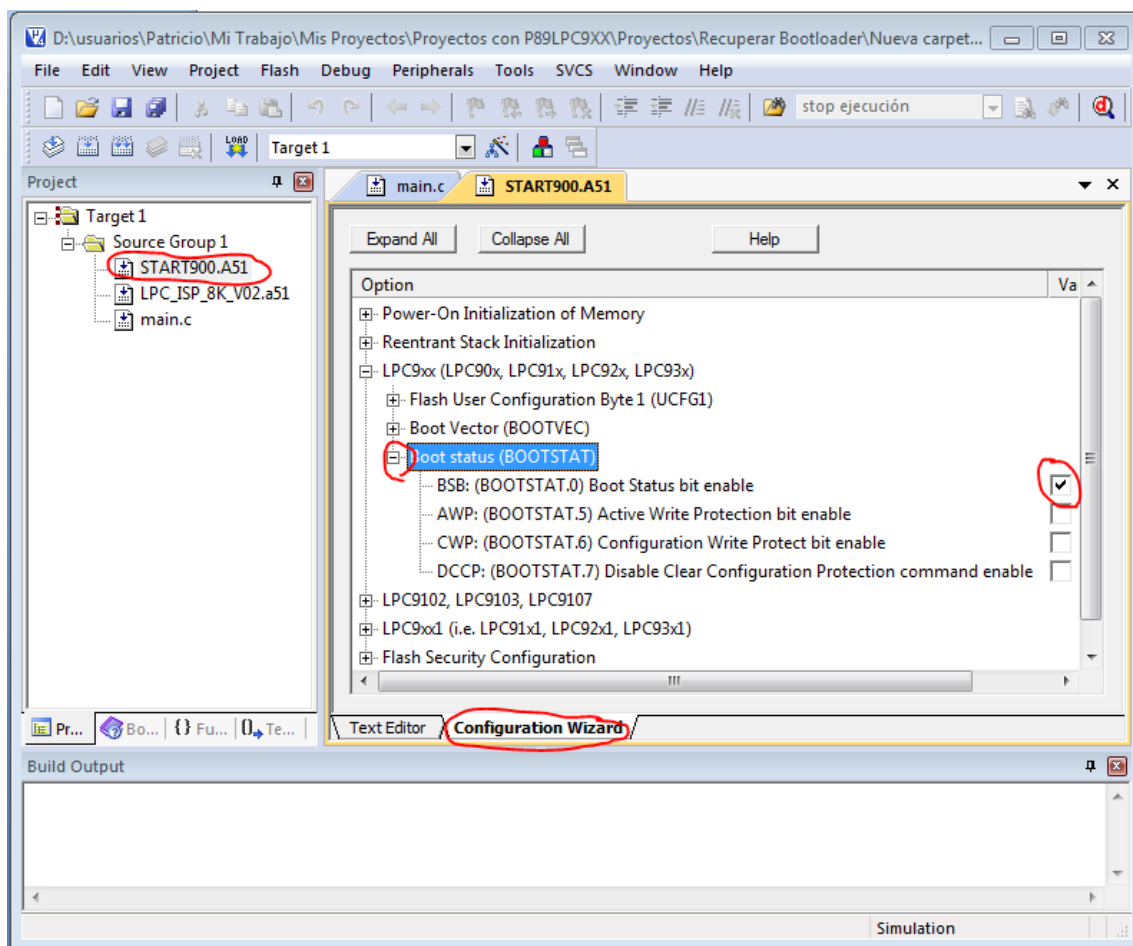 D:\usuarios\Patricio\Mi Trabajo\Mis Proyectos\Proyectos con P89LPC9XX\Proyectos\Recuperar Bootloader\Nueva carpet...
File Edit View Project Flash Debug Peripherals Tools SVCS Window Help
stop ejecución
LOAD Target 1
Project
main.c START900.A51
Target 1
Source Group 1
START900.A51
LPC_ISP_8K_V02.a51
main.c
Expand All Collapse All Help
Option Va
Power-On Initialization of Memory
Reentrant Stack Initialization
LPC9xx (LPC90x, LPC91x, LPC92x, LPC93x)
Flash User Configuration Byte 1 (UCFG1)
Boot Vector (BOOTVEC)
Boot status (BOOTSTAT)
BSB: (BOOTSTAT.0) Boot Status bit enable
AWP: (BOOTSTAT.5) Active Write Protection bit enable
CWP: (BOOTSTAT.6) Configuration Write Protect bit enable
DCCP: (BOOTSTAT.7) Disable Clear Configuration Protection command enable
LPC9102, LPC9103, LPC9107
LPC9xx1 (i.e. LPC91x1, LPC92x1, LPC93x1)
Flash Security Configuration
Pr... Bo... {} Fu... 0 Te...
Text Editor Configuration Wizard
Build Output
Simulation